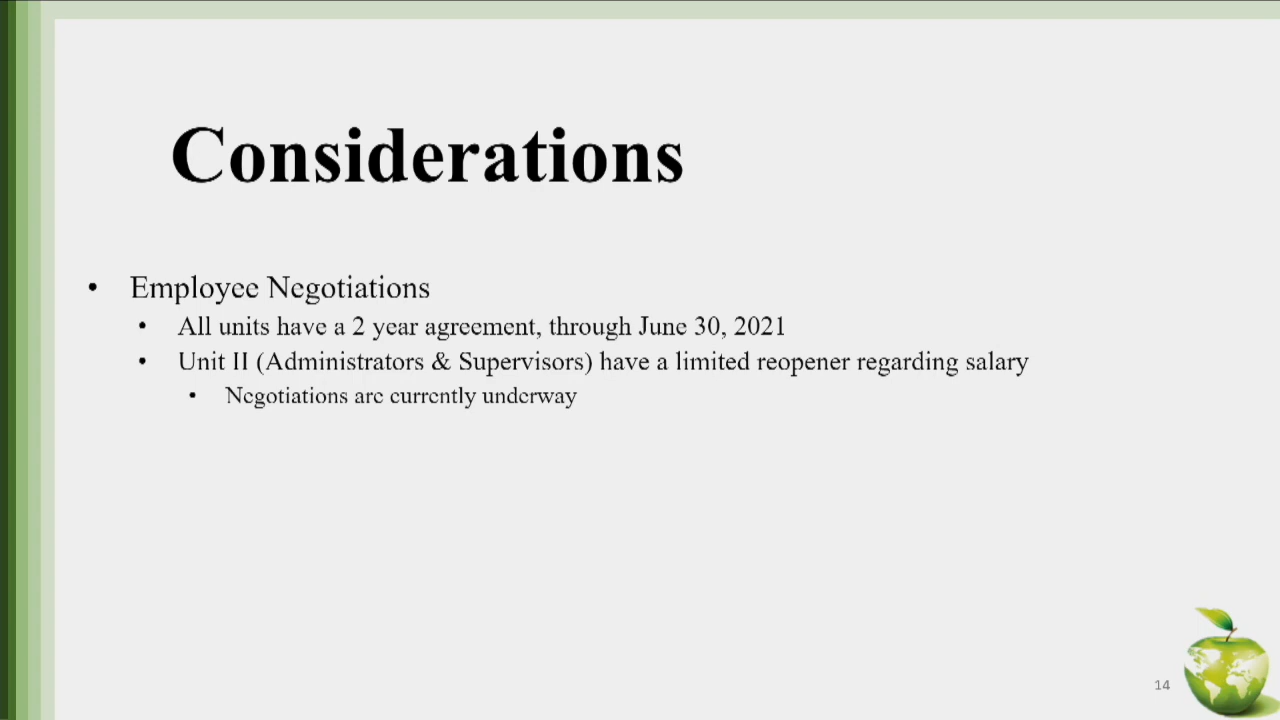 Considerations
• Employee Negotiations
• All units have a 2 year agreement, through June 30, 2021
• Unit II (Administrators & Supervisors) have a limited reopener regarding salary
• Negotiations are currently underway
14